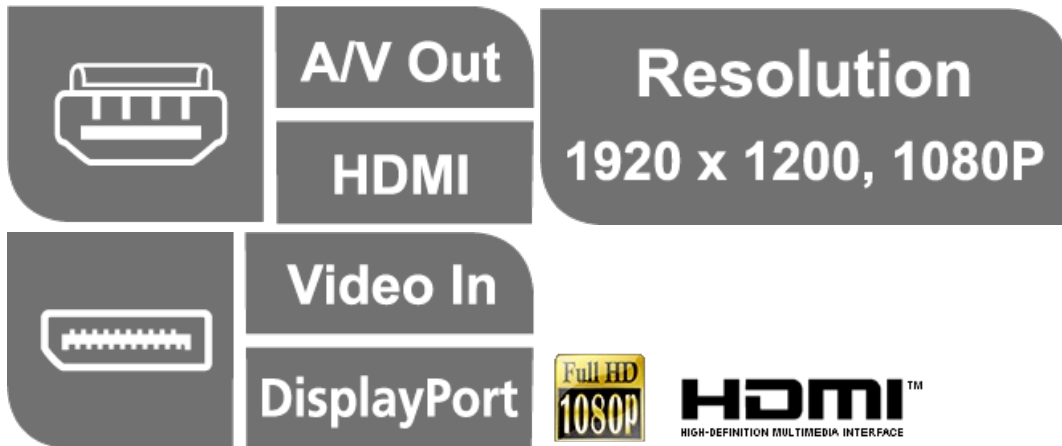 A/V Out
HDMI
Resolution
1920 x 1200, 1080P
Video In
DisplayPort
Full HD
1080P
HDMI™
HIGH-DEFINITION MULTIMEDIA INTERFACE